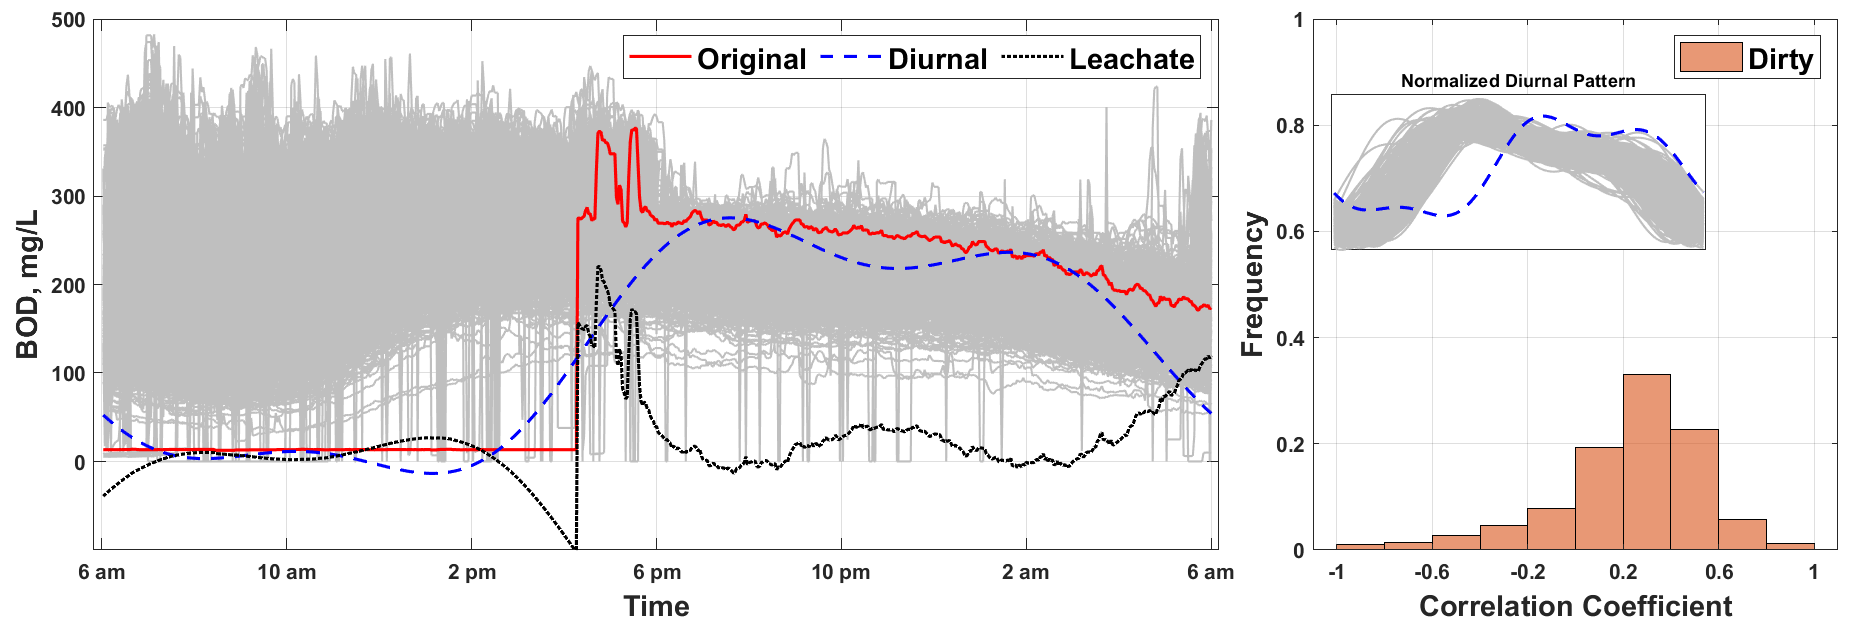 500
400
300
200
100
0
BOD, mg/L
Original Diurnal Leachate
6 am 10 am 2 pm 6 pm 10 pm 2 am 6 am
Time
1
0.8
0.6
0.4
0.2
0
Frequency
Dirty
Normalized Diurnal Pattern
-1 -0.6 -0.2 0.2 0.6 1
Correlation Coefficient